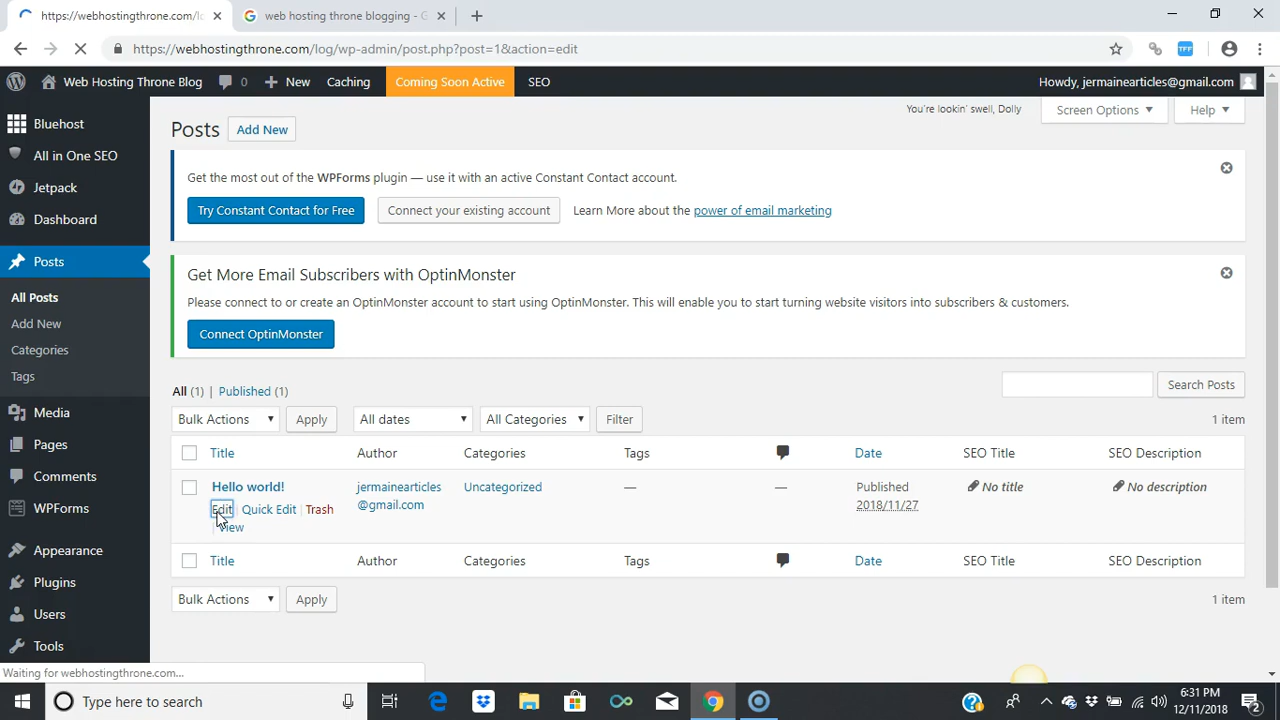 https://webhostingthrone.com/lo
web hosting throne blogging - G
https://webhostingthrone.com/log/wp-admin/post.php?post=1&action=edit
Web Hosting Throne Blog 0 New Caching Coming Soon Active SEO Howdy, jermainearticles@gmail.com
You're lookin' swell, Dolly Screen Options Help
Bluehost
All in One SEO
Jetpack
Dashboard
Posts
All Posts
Add New
Categories
Tags
Media
Pages
Comments
WPForms
Appearance
Plugins
Users
Tools
Posts Add New
Get the most out of the WPForms plugin — use it with an active Constant Contact account.
Try Constant Contact for Free Connect your existing account Learn More about the power of email marketing
Get More Email Subscribers with OptinMonster
Please connect to or create an OptinMonster account to start using OptinMonster. This will enable you to start turning website visitors into subscribers & customers.
Connect OptinMonster
All (1) | Published (1)
Search Posts
Bulk Actions Apply All dates All Categories Filter 1 item
Title Author Categories Tags Date SEO Title SEO Description
Hello world! jermainearticles Uncategorized — — Published No title No description
@gmail.com 2018/11/27
Edit | Quick Edit | Trash
| View
Title Author Categories Tags Date SEO Title SEO Description
Bulk Actions Apply 1 item
Waiting for webhostingthrone.com...
Type here to search
6:31 PM
12/11/2018
2